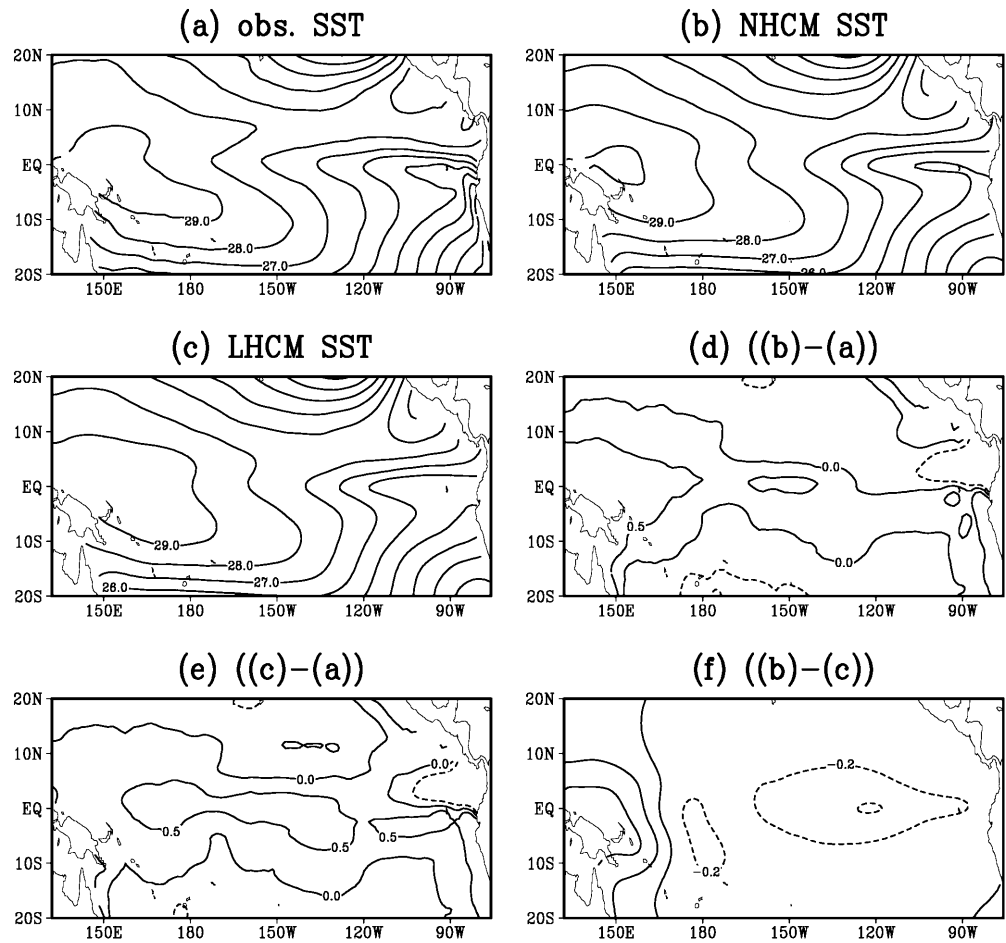 (a) obs. SST
20N
10N
EQ
10S
20S
29.0
28.0
27.0
150E 180 150W 120W 90W
(b) NHCM SST
20N
10N
EQ
10S
20S
29.0
28.0
27.0
26.0
150E 180 150W 120W 90W
(c) LHCM SST
20N
10N
EQ
10S
20S
29.0
28.0
27.0
26.0
150E 180 150W 120W 90W
(d) ((b)-(a))
20N
10N
EQ
10S
20S
0.0
0.5
0.0
150E 180 150W 120W 90W
(e) ((c)-(a))
20N
10N
EQ
10S
20S
0.0
0.0
0.5
0.5
0.5
0.0
150E 180 150W 120W 90W
(f) ((b)-(c))
20N
10N
EQ
10S
20S
-0.2
-0.2
150E 180 150W 120W 90W